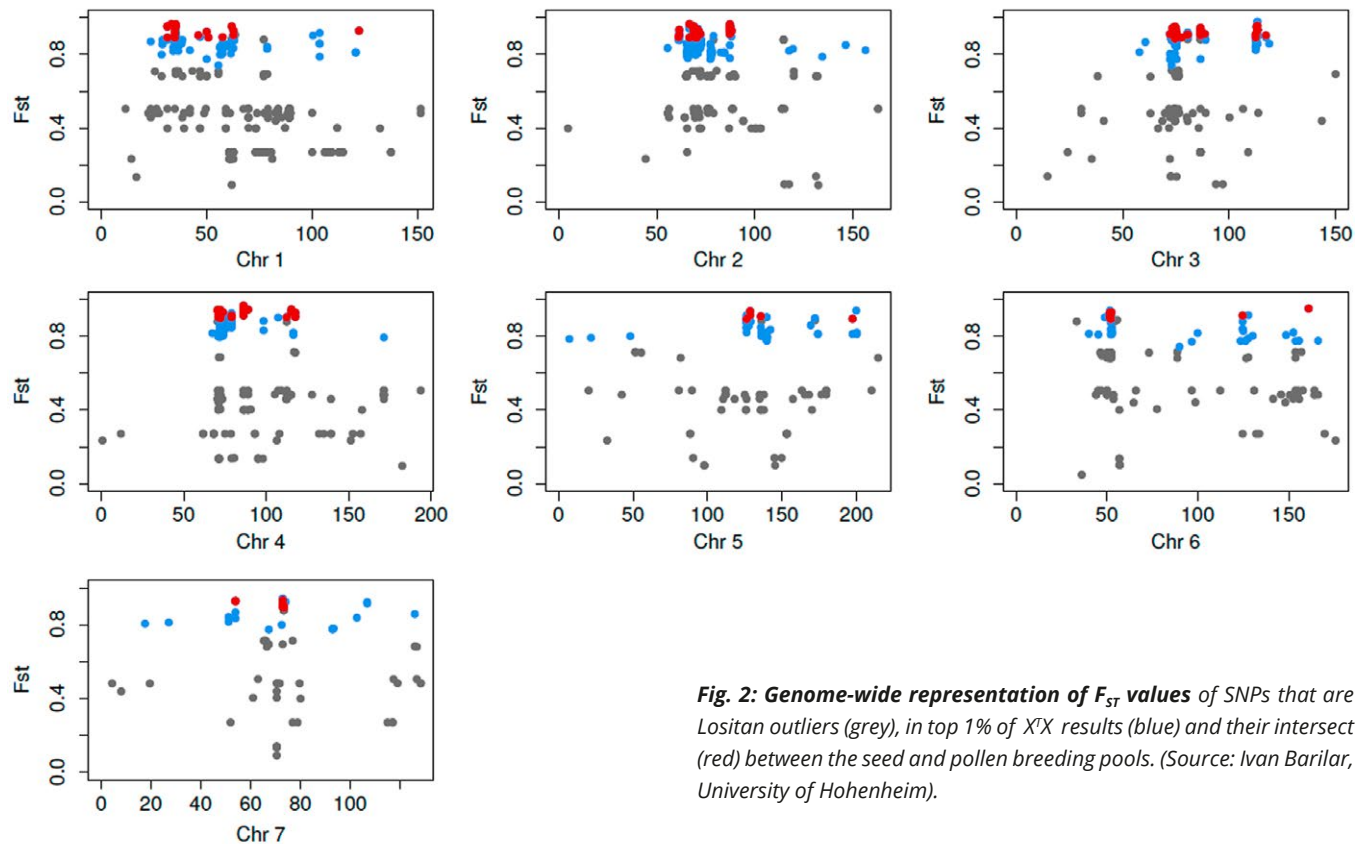 Fst
0.0 0.4 0.8
0 50 100 150
Chr 1
Fst
0.0 0.4 0.8
0 50 100 150
Chr 2
Fst
0.0 0.4 0.8
0 50 100 150
Chr 3
Fst
0.0 0.4 0.8
0 50 100 150 200
Chr 4
Fst
0.0 0.4 0.8
0 50 100 150 200
Chr 5
Fst
0.0 0.4 0.8
0 50 100 150
Chr 6
Fst
0.0 0.4 0.8
0 20 40 60 80 100
Chr 7
Fig. 2: Genome-wide representation of FST values of SNPs that are
Lositan outliers (grey), in top 1% of XTX results (blue) and their intersect
(red) between the seed and pollen breeding pools. (Source: Ivan Barilar,
University of Hohenheim).